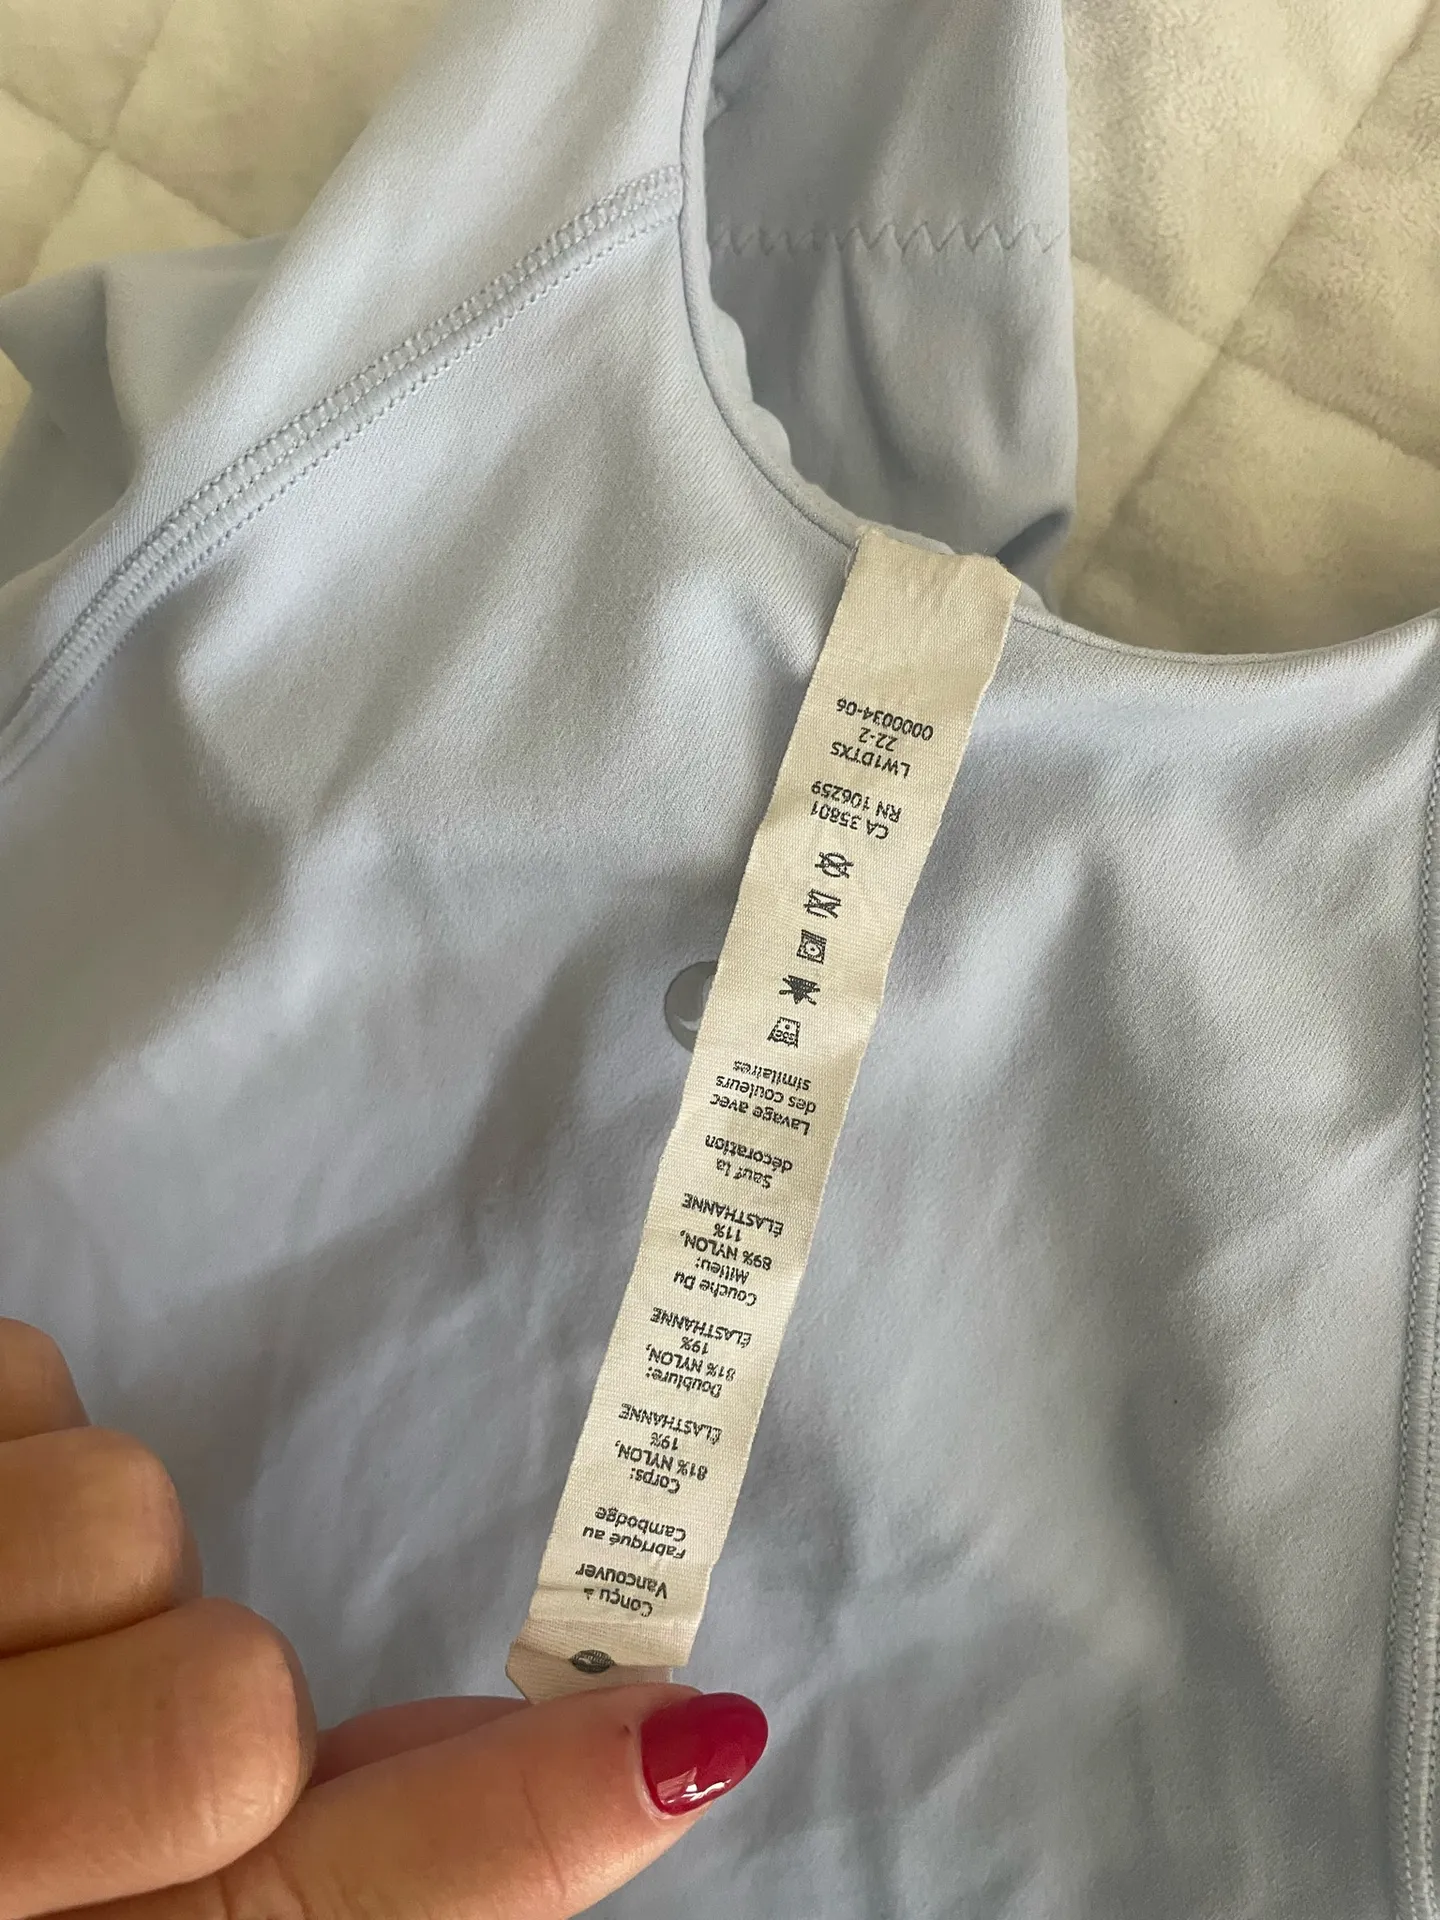 Conçu à
Vancouver
Fabriqué au
Cambodge
Corps:
81% NYLON,
19%
ÉLASTHANNE
Doublure:
81% NYLON,
19%
ÉLASTHANNE
Couche Du
Milieu:
89% NYLON,
11%
ÉLASTHANNE
Sauf la
décoration
Lavage avec
des couleurs
similaires
CA 35801
RN 106259
LW1DTXS
22-2
0000034-06